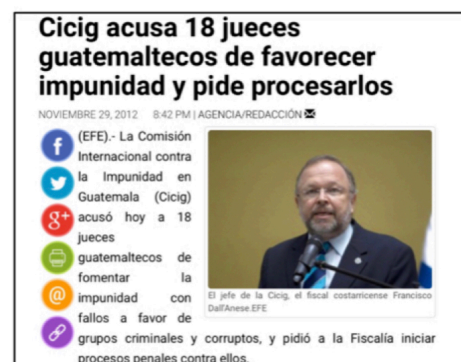 Cicig acusa 18 jueces
guatemaltecos de favorecer
impunidad y pide procesarlos
NOVIEMBRE 29, 2012 8:42 PM | AGENCIA/REDACCIÓN
(EFE).- La Comisión
Internacional contra
la Impunidad en
Guatemala (Cicig)
acusó hoy a 18
jueces
guatemaltecos de
fomentar la
impunidad con
fallos a favor de
El jefe de la Cicig, el fiscal costarricense Francisco
Dall'Anese.EFE
grupos criminales y corruptos, y pidió a la Fiscalía iniciar
procesos penales contra ellos.